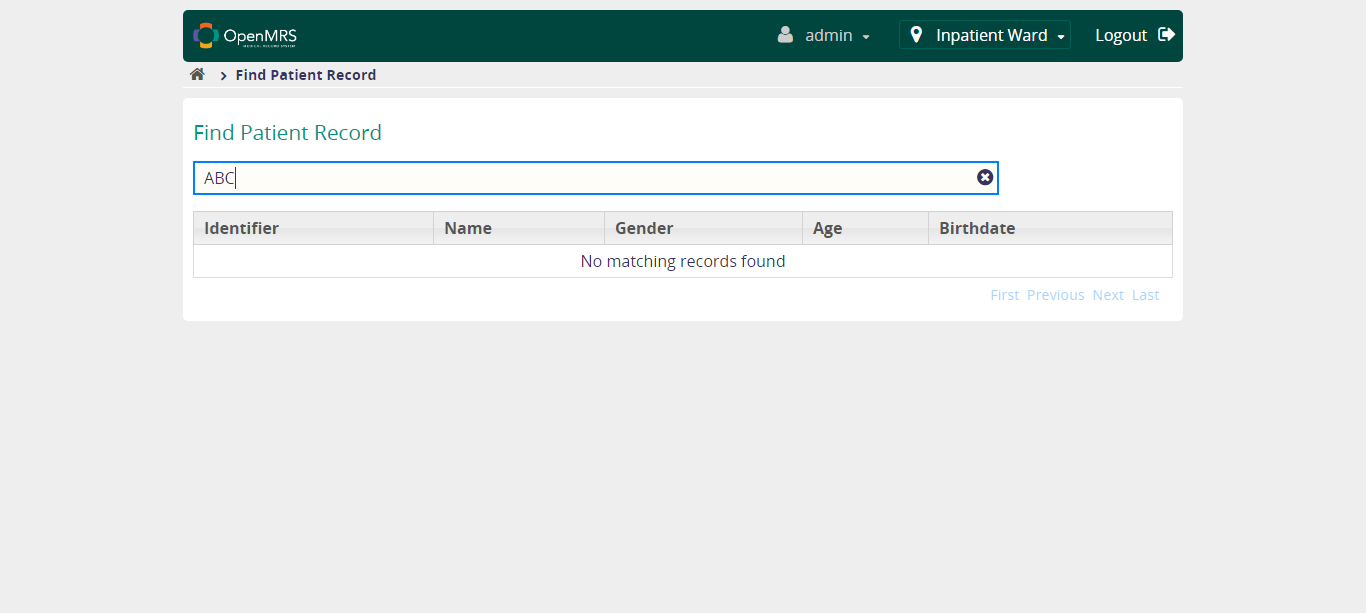 OpenMRS
MEDICAL RECORD SYSTEM
admin
Inpatient Ward
Logout
Find Patient Record
Find Patient Record
ABC
Identifier Name Gender Age Birthdate
No matching records found
First Previous Next Last